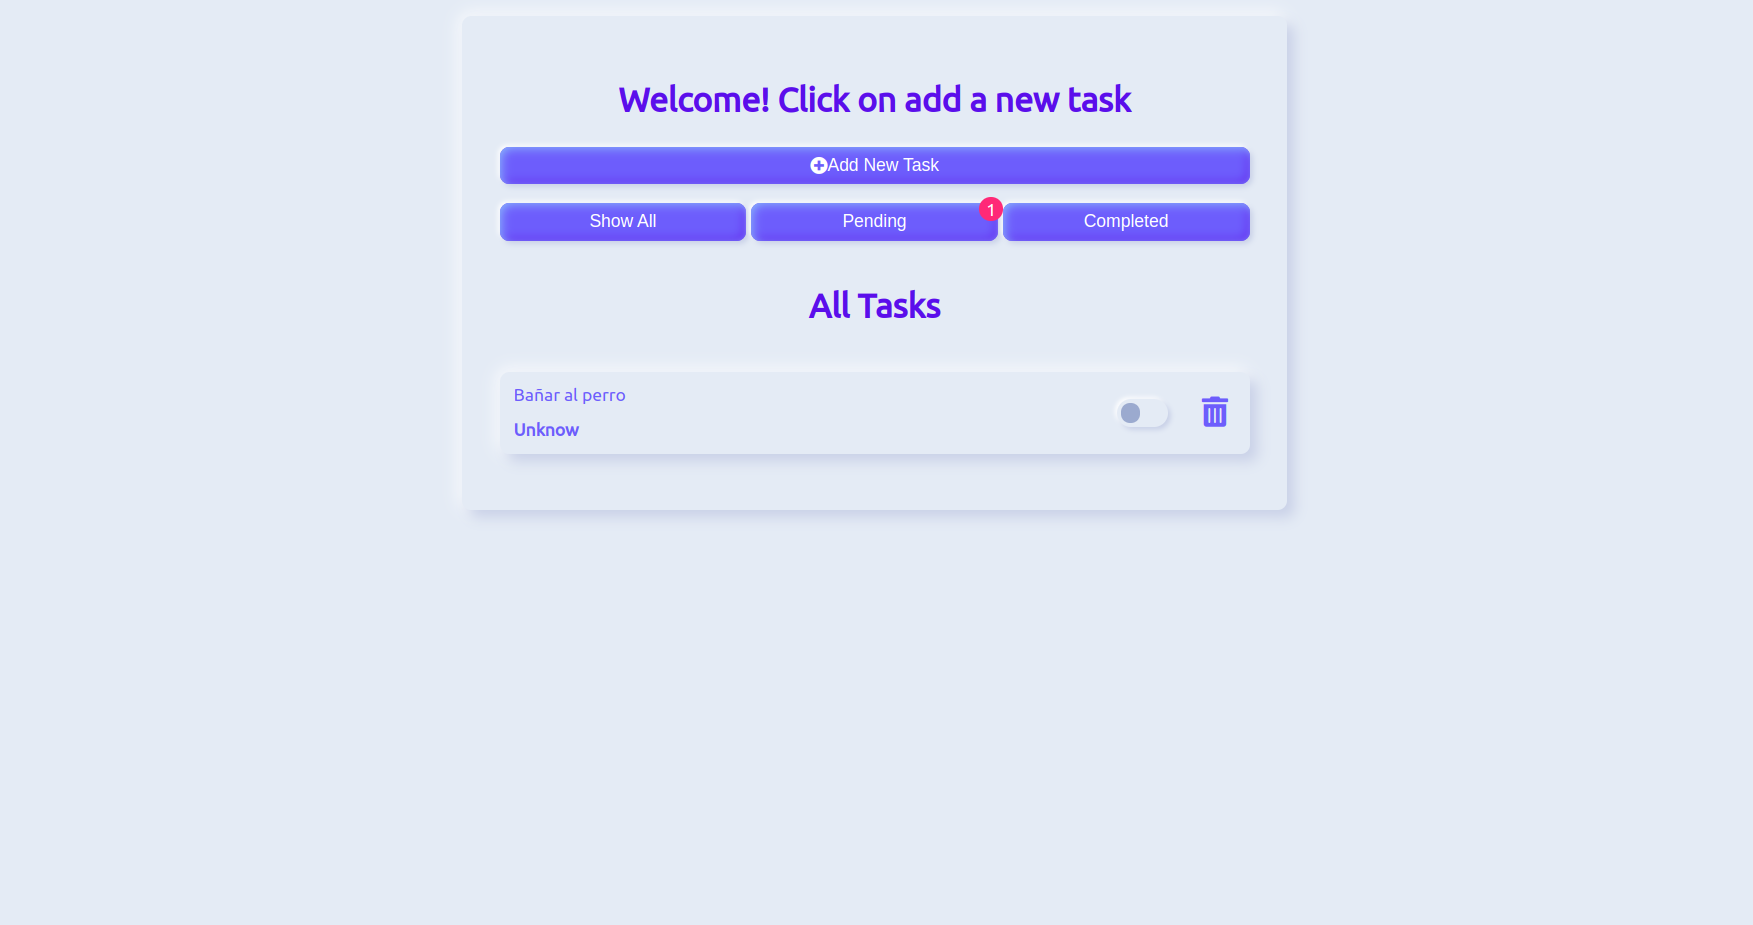 Welcome! Click on add a new task
Add New Task
Show All
Pending
1
Completed
All Tasks
Bañar al perro
Unknow